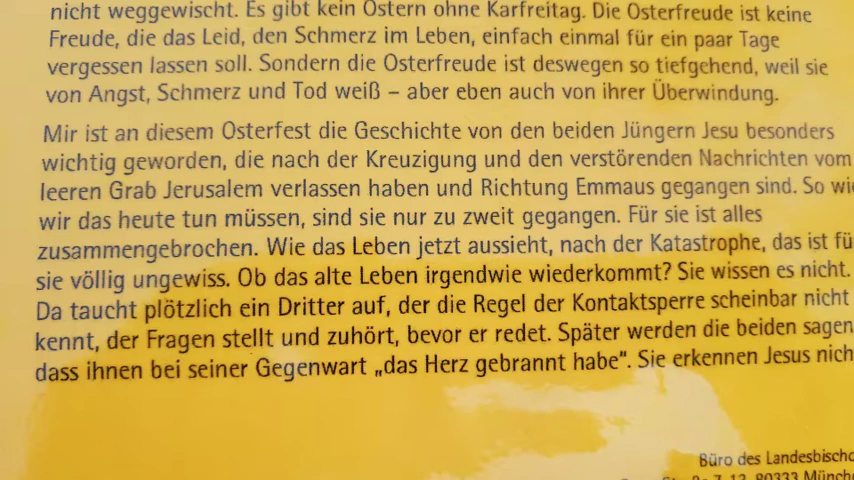 nicht weggewischt. Es gibt kein Ostern ohne Karfreitag. Die Osterfreude ist keine
Freude, die das Leid, den Schmerz im Leben, einfach einmal für ein paar Tage
vergessen lassen soll. Sondern die Osterfreude ist deswegen so tiefgehend, weil sie
von Angst, Schmerz und Tod weiß – aber eben auch von ihrer Überwindung.
Mir ist an diesem Osterfest die Geschichte von den beiden Jüngern Jesu besonders
wichtig geworden, die nach der Kreuzigung und den verstörenden Nachrichten vom
leeren Grab Jerusalem verlassen haben und Richtung Emmaus gegangen sind. So wie
wir das heute tun müssen, sind sie nur zu zweit gegangen. Für sie ist alles
zusammengebrochen. Wie das Leben jetzt aussieht, nach der Katastrophe, das ist fü
sie völlig ungewiss. Ob das alte Leben irgendwie wiederkommt? Sie wissen es nicht.
Da taucht plötzlich ein Dritter auf, der die Regel der Kontaktsperre scheinbar nicht
kennt, der Fragen stellt und zuhört, bevor er redet. Später werden die beiden sagen
dass ihnen bei seiner Gegenwart „das Herz gebrannt habe“. Sie erkennen Jesus nich
Büro des Landesbischo
7-13, 80333 Münche